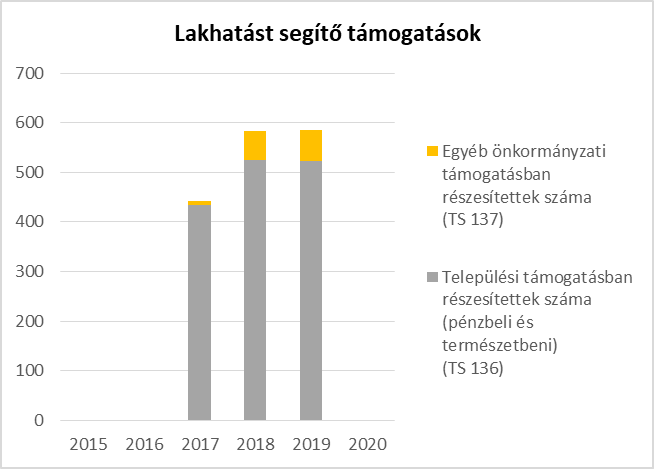 Lakhatást segítő támogatások
700
600
500
400
300
200
100
0
2015 2016 2017 2018 2019 2020
Egyéb önkormányzati
támogatásban
részesítettek száma
(TS 137)
Települési támogatásban
részesítettek száma
(pénzbeli és
természetbeni)
(TS 136)